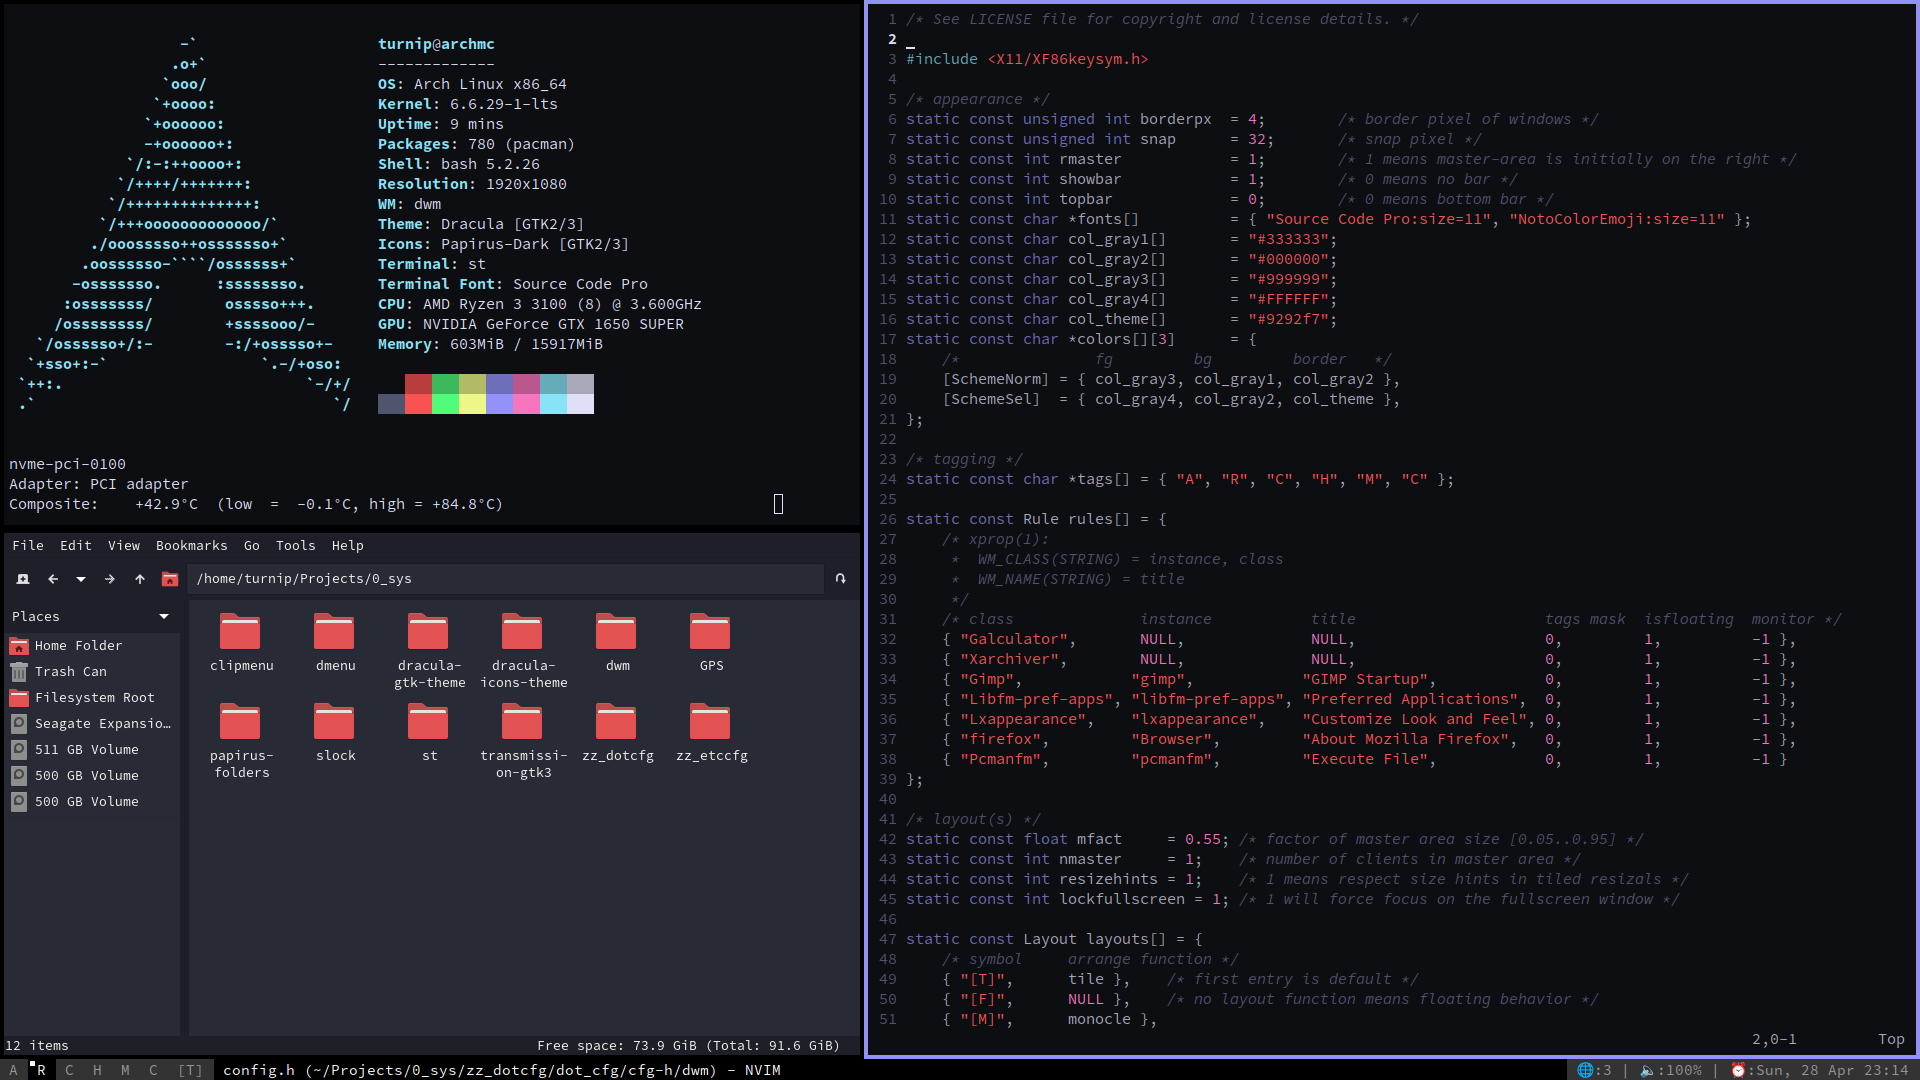 turnip@archmc
-------------
OS: Arch Linux x86_64
Kernel: 6.6.29-1-lts
Uptime: 9 mins
Packages: 780 (pacman)
Shell: bash 5.2.26
Resolution: 1920x1080
WM: dwm
Theme: Dracula [GTK2/3]
Icons: Papirus-Dark [GTK2/3]
Terminal: st
Terminal Font: Source Code Pro
CPU: AMD Ryzen 3 3100 (8) @ 3.600GHz
GPU: NVIDIA GeForce GTX 1650 SUPER
Memory: 603MiB / 15917MiB
-`
.o+`
`ooo/
`+oooo:
`+oooooo:
-+oooooo+:
`/:-:++oooo+:
`/++++/+++++++:
`/++++++++++++++:
`/+++ooooooooooooo/`
./ooosssso++osssssso+`
.oossssso-````/ossssss+`
-osssssso.      :ssssssso.
:osssssss/        osssso+++.
/ossssssss/        +ssssooo/-
`/ossssso+/:-        -:/+osssso+-
`+sso+:-`                 `.-/+oso:
`++:.                           `-/+/
.`                                 `/
nvme-pci-0100
Adapter: PCI adapter
Composite:    +42.9°C  (low  =  -0.1°C, high = +84.8°C)
File Edit View Bookmarks Go Tools Help
/home/turnip/Projects/0_sys
Places
Home Folder
Trash Can
Filesystem Root
Seagate Expansio...
511 GB Volume
500 GB Volume
500 GB Volume
clipmenu
dmenu
dracula-
gtk-theme
dracula-
icons-theme
dwm
GPS
papirus-
folders
slock
st
transmissi-
on-gtk3
zz_dotcfg
zz_etccfg
12 items
Free space: 73.9 GiB (Total: 91.6 GiB)
1 /* See LICENSE file for copyright and license details. */
2
3 #include <X11/XF86keysym.h>
4
5 /* appearance */
6 static const unsigned int borderpx  = 4;        /* border pixel of windows */
7 static const unsigned int snap      = 32;       /* snap pixel */
8 static const int rmaster            = 1;        /* 1 means master-area is initially on the right */
9 static const int showbar            = 1;        /* 0 means no bar */
10 static const int topbar             = 0;        /* 0 means bottom bar */
11 static const char *fonts[]          = { "Source Code Pro:size=11", "NotoColorEmoji:size=11" };
12 static const char col_gray1[]       = "#333333";
13 static const char col_gray2[]       = "#000000";
14 static const char col_gray3[]       = "#999999";
15 static const char col_gray4[]       = "#FFFFFF";
16 static const char col_theme[]       = "#9292f7";
17 static const char *colors[][3]      = {
18     /*               fg         bg         border   */
19     [SchemeNorm] = { col_gray3, col_gray1, col_gray2 },
20     [SchemeSel]  = { col_gray4, col_gray2, col_theme },
21 };
22
23 /* tagging */
24 static const char *tags[] = { "A", "R", "C", "H", "M", "C" };
25
26 static const Rule rules[] = {
27     /* xprop(1):
28      *  WM_CLASS(STRING) = instance, class
29      *  WM_NAME(STRING) = title
30      */
31     /* class              instance           title                     tags mask  isfloating  monitor */
32     { "Galculator",       NULL,              NULL,                     0,         1,          -1 },
33     { "Xarchiver",        NULL,              NULL,                     0,         1,          -1 },
34     { "Gimp",            "gimp",            "GIMP Startup",            0,         1,          -1 },
35     { "Libfm-pref-apps", "libfm-pref-apps", "Preferred Applications",  0,         1,          -1 },
36     { "Lxappearance",    "lxappearance",    "Customize Look and Feel", 0,         1,          -1 },
37     { "firefox",         "Browser",         "About Mozilla Firefox",   0,         1,          -1 },
38     { "Pcmanfm",         "pcmanfm",         "Execute File",            0,         1,          -1 }
39 };
40
41 /* layout(s) */
42 static const float mfact     = 0.55; /* factor of master area size [0.05..0.95] */
43 static const int nmaster     = 1;    /* number of clients in master area */
44 static const int resizehints = 1;    /* 1 means respect size hints in tiled resizals */
45 static const int lockfullscreen = 1; /* 1 will force focus on the fullscreen window */
46
47 static const Layout layouts[] = {
48     /* symbol     arrange function */
49     { "[T]",      tile },    /* first entry is default */
50     { "[F]",      NULL },    /* no layout function means floating behavior */
51     { "[M]",      monocle },
2,0-1         Top
A R C H M C [T] config.h (~/Projects/0_sys/zz_dotcfg/dot_cfg/cfg-h/dwm) - NVIM
🌐:3 | 🔈:100% | ⏰:Sun, 28 Apr 23:14